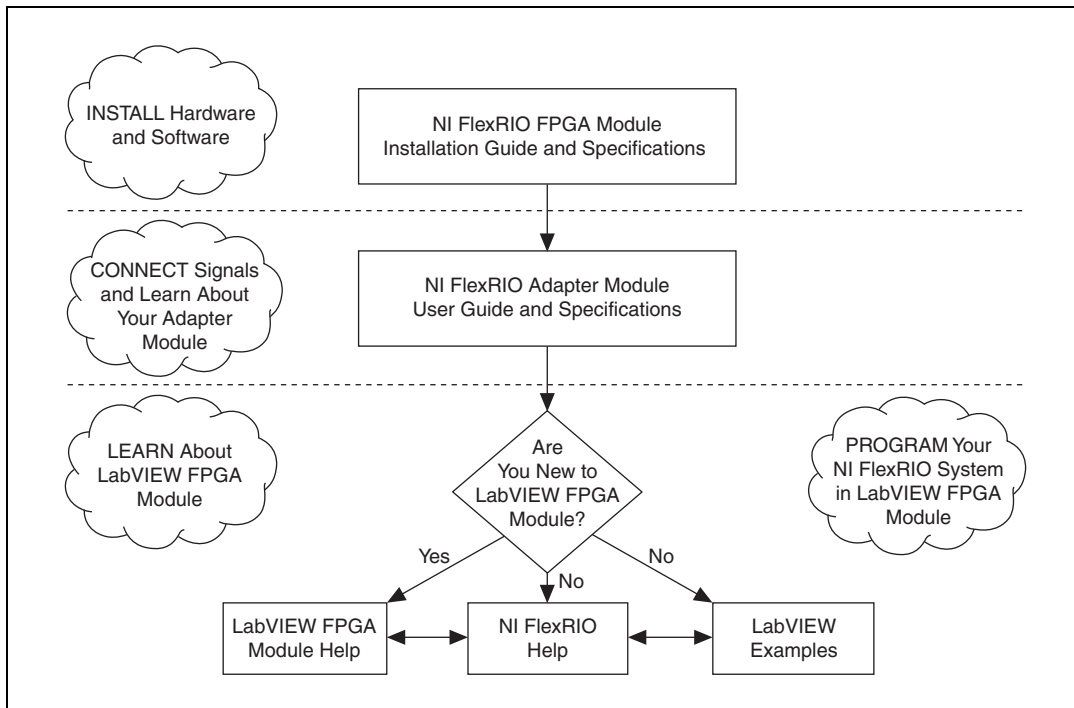 INSTALL Hardware
and Software
NI FlexRIO FPGA Module
Installation Guide and Specifications
CONNECT Signals
and Learn About
Your Adapter
Module
NI FlexRIO Adapter Module
User Guide and Specifications
LEARN About
LabVIEW FPGA
Module
Are
You New to
LabVIEW FPGA
Module?
PROGRAM Your
NI FlexRIO System
in LabVIEW FPGA
Module
Yes
No
No
LabVIEW FPGA
Module Help
NI FlexRIO
Help
LabVIEW
Examples